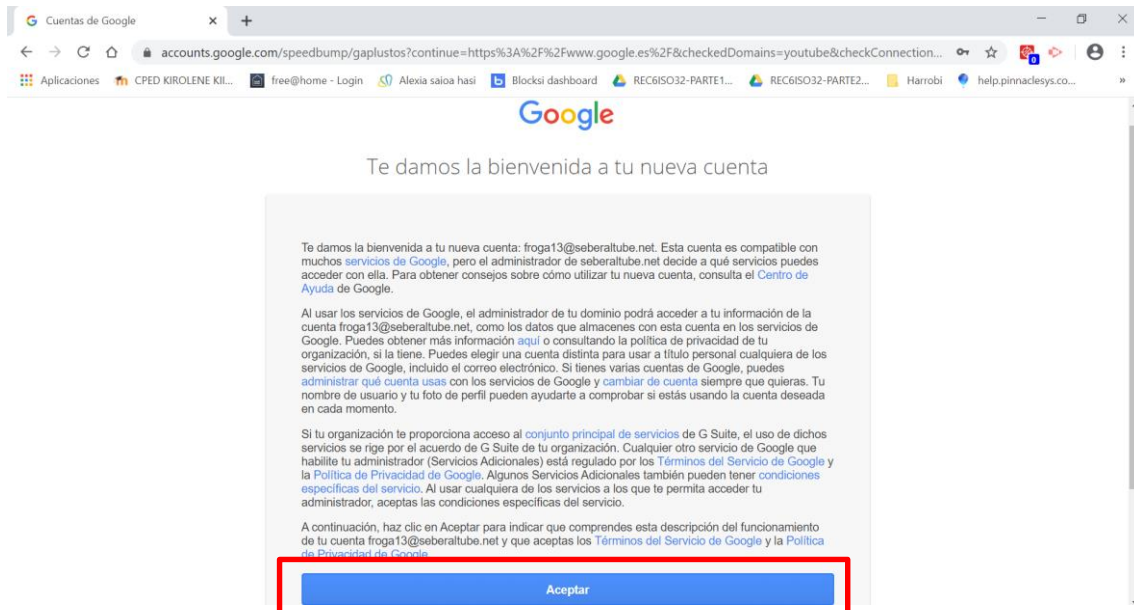 Cuentas de Google
accounts.google.com/speedbump/gaplustos?continue=https%3A%2F%2Fwww.google.es%2F&checkedDomains=youtube&checkConnection...
Aplicaciones CPED KIROLENE KII... free@home - Login Alexia saioa hasi Blocksi dashboard REC6ISO32-PARTE1... REC6ISO32-PARTE2... Harrobi help.pinnaclesys.co... »
Google
Te damos la bienvenida a tu nueva cuenta
Te damos la bienvenida a tu nueva cuenta: froga13@seberaltube.net. Esta cuenta es compatible con
muchos servicios de Google, pero el administrador de seberaltube.net decide a qué servicios puedes
acceder con ella. Para obtener consejos sobre cómo utilizar tu nueva cuenta, consulta el Centro de
Ayuda de Google.
Al usar los servicios de Google, el administrador de tu dominio podrá acceder a tu información de la
cuenta froga13@seberaltube.net, como los datos que almacenes con esta cuenta en los servicios de
Google. Puedes obtener más información aquí o consultando la política de privacidad de tu
organización, si la tiene. Puedes elegir una cuenta distinta para usar a título personal cualquiera de los
servicios de Google, incluido el correo electrónico. Si tienes varias cuentas de Google, puedes
administrar qué cuenta usas con los servicios de Google y cambiar de cuenta siempre que quieras. Tu
nombre de usuario y tu foto de perfil pueden ayudarte a comprobar si estás usando la cuenta deseada
en cada momento.
Si tu organización te proporciona acceso al conjunto principal de servicios de G Suite, el uso de dichos
servicios se rige por el acuerdo de G Suite de tu organización. Cualquier otro servicio de Google que
habilite tu administrador (Servicios Adicionales) está regulado por los Términos del Servicio de Google y
la Política de Privacidad de Google. Algunos Servicios Adicionales también pueden tener condiciones
específicas del servicio. Al usar cualquiera de los servicios a los que te permita acceder tu
administrador, aceptas las condiciones específicas del servicio.
A continuación, haz clic en Aceptar para indicar que comprendes esta descripción del funcionamiento
de tu cuenta froga13@seberaltube.net y que aceptas los Términos del Servicio de Google y la Política
de Privacidad de Google.
Aceptar